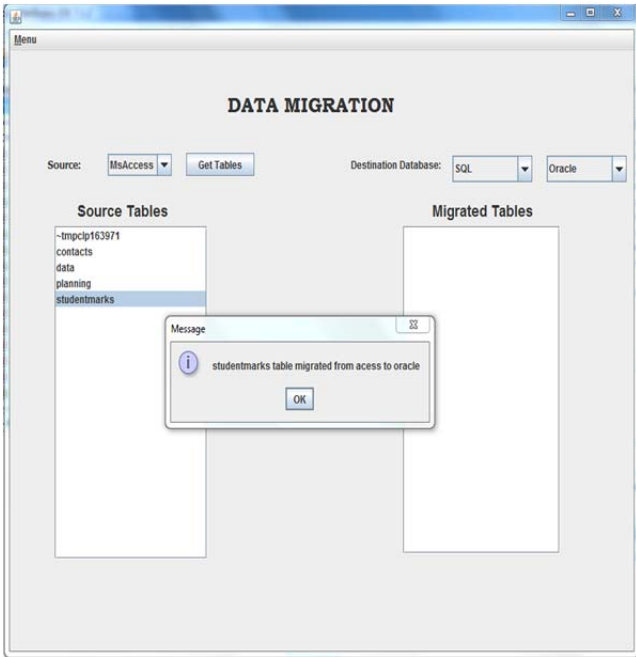 Menu
DATA MIGRATION
Source: MsAccess Get Tables Destination Database: SQL Oracle
Source Tables Migrated Tables
~tmpclp163971
contacts
data
planning
studentmarks
Message
studentmarks table migrated from acess to oracle
OK